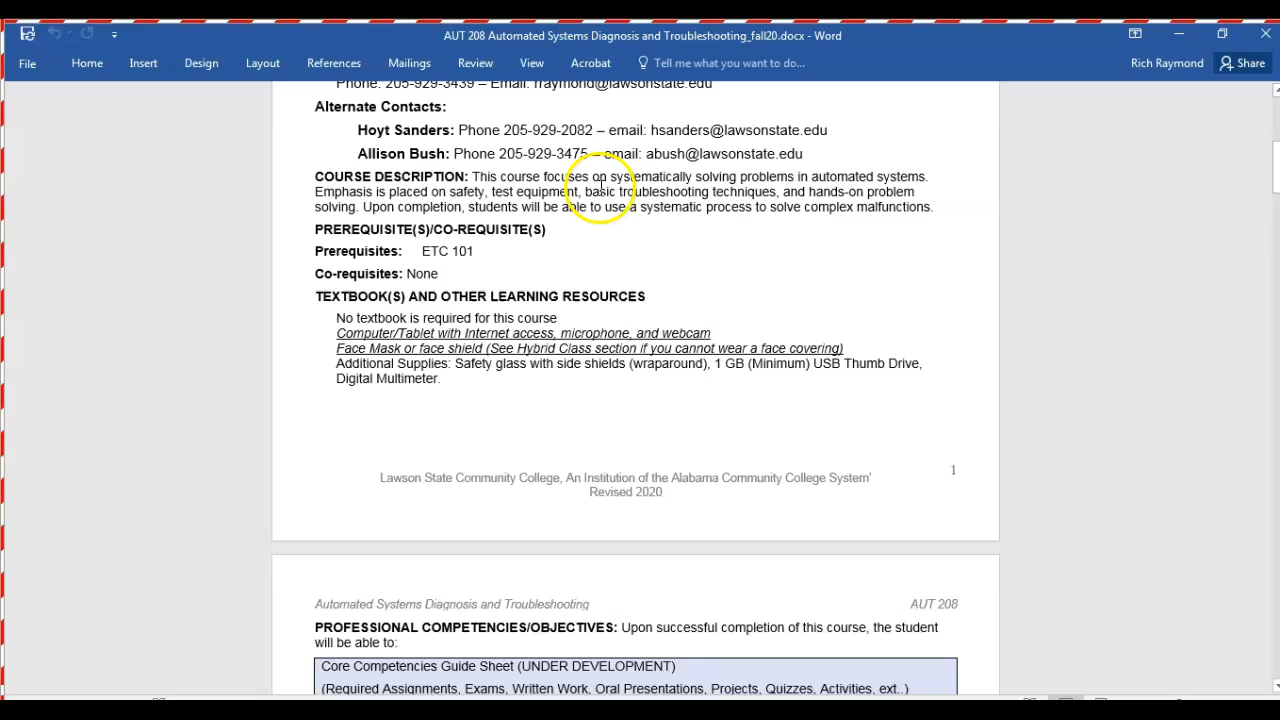 AUT 208 Automated Systems Diagnosis and Troubleshooting_fall20.docx - Word
File Home Insert Design Layout References Mailings Review View Acrobat Tell me what you want to do... Rich Raymond Share
Phone: 205-929-3439 – Email: rraymond@lawsonstate.edu
Alternate Contacts:
Hoyt Sanders: Phone 205-929-2082 – email: hsanders@lawsonstate.edu
Allison Bush: Phone 205-929-3475 – email: abush@lawsonstate.edu
COURSE DESCRIPTION: This course focuses on systematically solving problems in automated systems.
Emphasis is placed on safety, test equipment, basic troubleshooting techniques, and hands-on problem
solving. Upon completion, students will be able to use a systematic process to solve complex malfunctions.
PREREQUISITE(S)/CO-REQUISITE(S)
Prerequisites: ETC 101
Co-requisites: None
TEXTBOOK(S) AND OTHER LEARNING RESOURCES
No textbook is required for this course
Computer/Tablet with Internet access, microphone, and webcam
Face Mask or face shield (See Hybrid Class section if you cannot wear a face covering)
Additional Supplies: Safety glass with side shields (wraparound), 1 GB (Minimum) USB Thumb Drive,
Digital Multimeter.
1
Lawson State Community College, An Institution of the Alabama Community College System'
Revised 2020
Automated Systems Diagnosis and Troubleshooting AUT 208
PROFESSIONAL COMPETENCIES/OBJECTIVES: Upon successful completion of this course, the student
will be able to:
Core Competencies Guide Sheet (UNDER DEVELOPMENT)
(Required Assignments, Exams, Written Work, Oral Presentations, Projects, Quizzes, Activities, ext..)